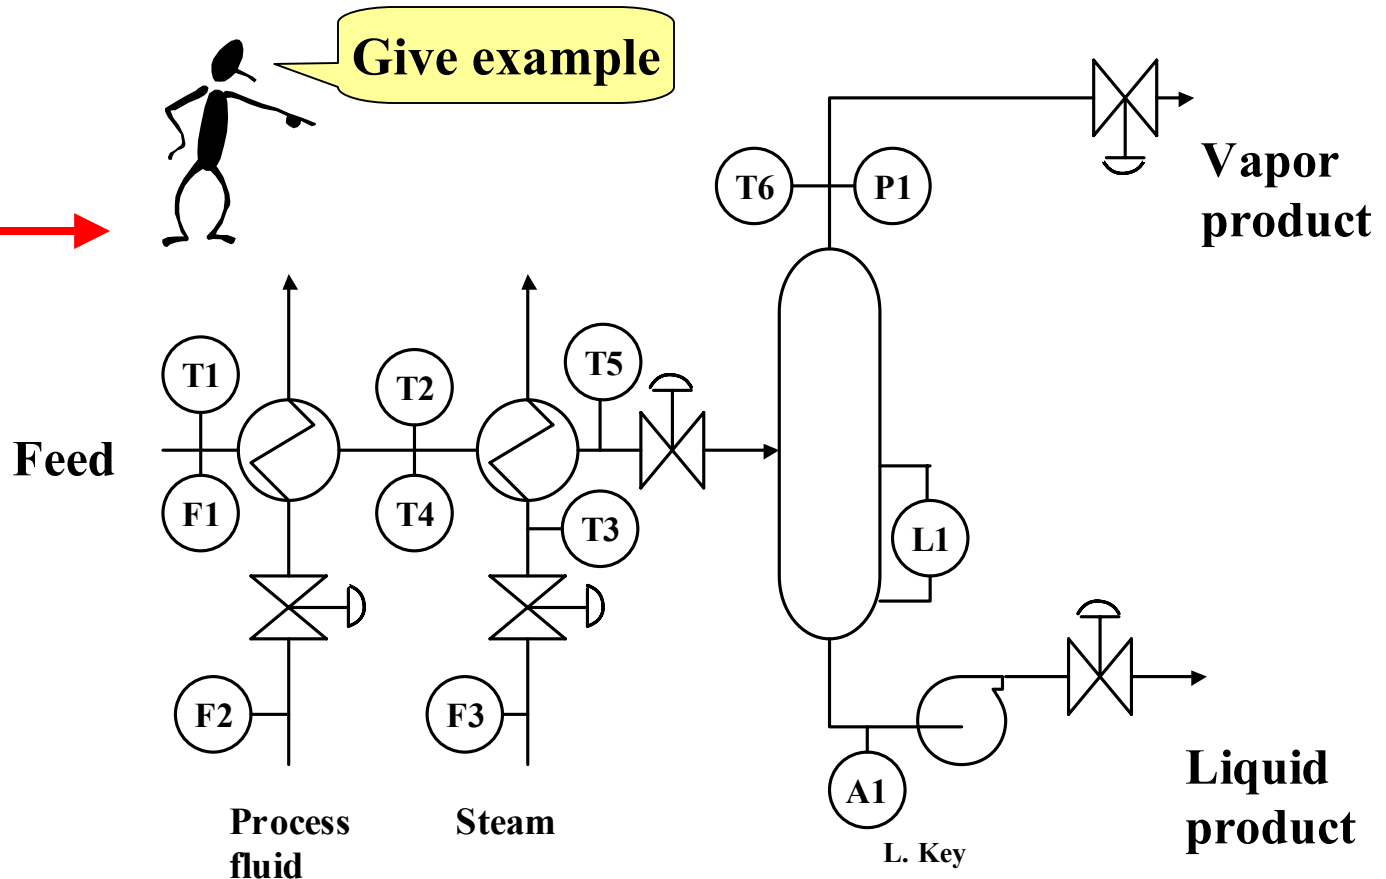 Give example
T6
P1
Vapor
product
T1
T2
T5
Feed
F1
T4
T3
L1
F2
F3
A1
Liquid
product
Process
fluid
Steam
L. Key